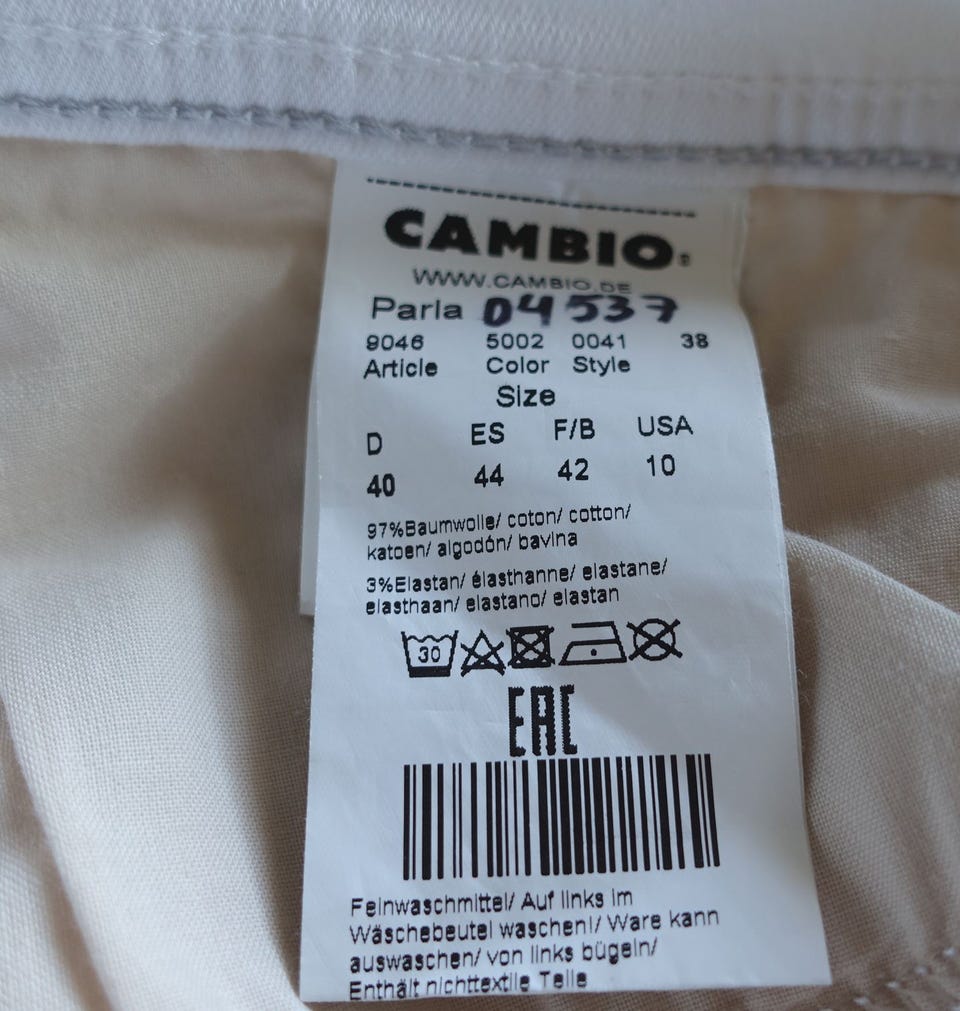 CAMBIO®
WWW.CAMBIO.DE
Parla 04537
9046 5002 0041 38
Article Color Style
Size
D ES F/B USA
40 44 42 10
97%Baumwolle/ coton/ cotton/
katoen/ algodón/ bavlna
3%Elastan/ élasthanne/ elastane/
elasthaan/ elastano/ elastan
30
EAC
Feinwaschmittel/ Auf links im
Wäschebeutel waschen!/ Ware kann
auswaschen/ von links bügeln/
Enthält nichttextile Teile